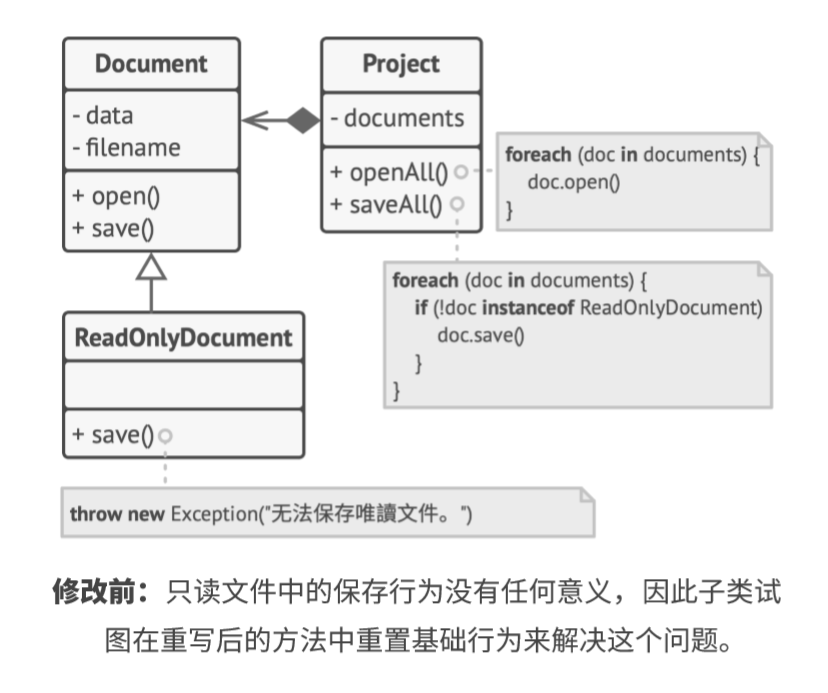 Document
- data
- filename
+ open()
+ save()
Project
- documents
+ openAll()
+ saveAll()
foreach (doc in documents) {
doc.open()
}
foreach (doc in documents) {
if (!doc instanceof ReadOnlyDocument)
doc.save()
}
}
ReadOnlyDocument
+ save()
throw new Exception("无法保存唯讀文件。")
修改前：只读文件中的保存行为没有任何意义，因此子类试
图在重写后的方法中重置基础行为来解决这个问题。